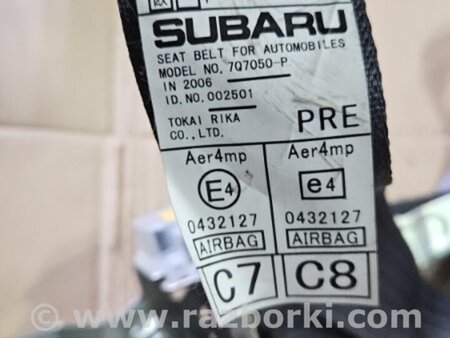 SUBARU
SEAT BELT FOR AUTOMOBILES
MODEL NO. 7Q7050-P
IN 2006
ID.NO. 002501
TOKAI RIKA
CO., LTD. PRE
Aer4mp Aer4mp
E4 e4
0432127 0432127
AIRBAG AIRBAG
C7 C8
© - www.razborki.com